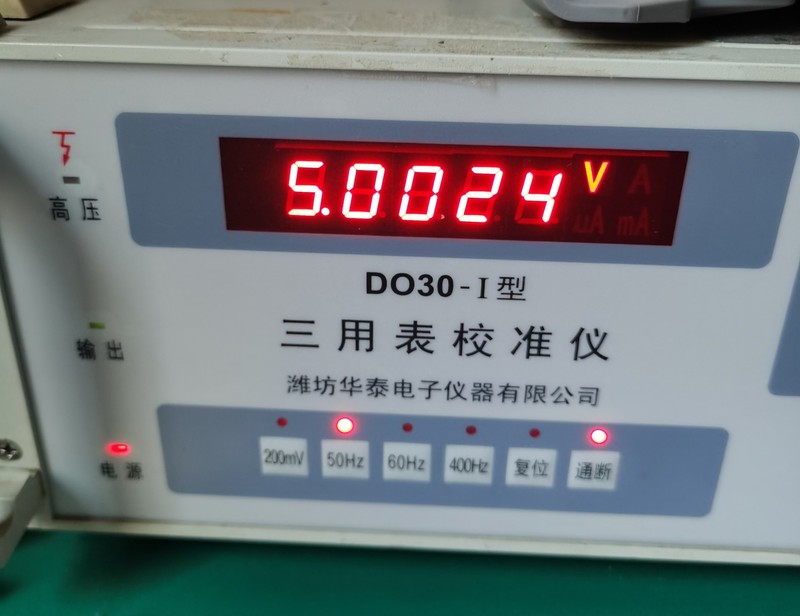 5.0024 V A
uA mA
高压
DO30-I型
三用表校准仪
输出
潍坊华泰电子仪器有限公司
电源
200mV 50Hz 60Hz 400Hz 复位 通断